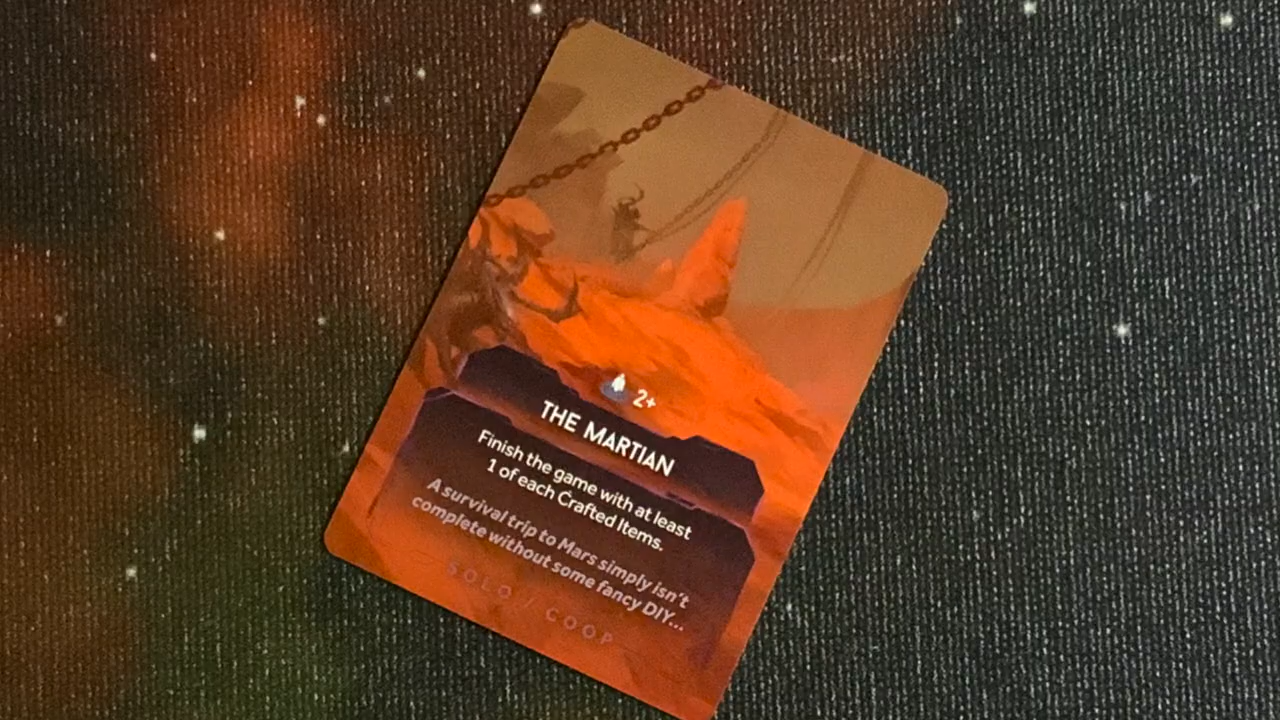 2+
THE MARTIAN
Finish the game with at least
1 of each Crafted Items.
A survival trip to Mars simply isn't
complete without some fancy DIY...
SOLO / COOP